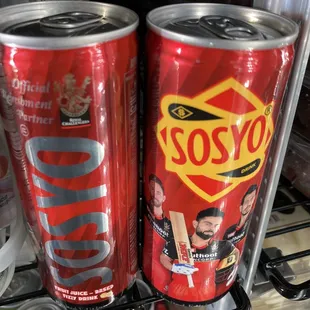 Official
Refreshment
Partner
SOSYO
FRUIT JUICE - BASED
FIZZY DRINK
SOSYO